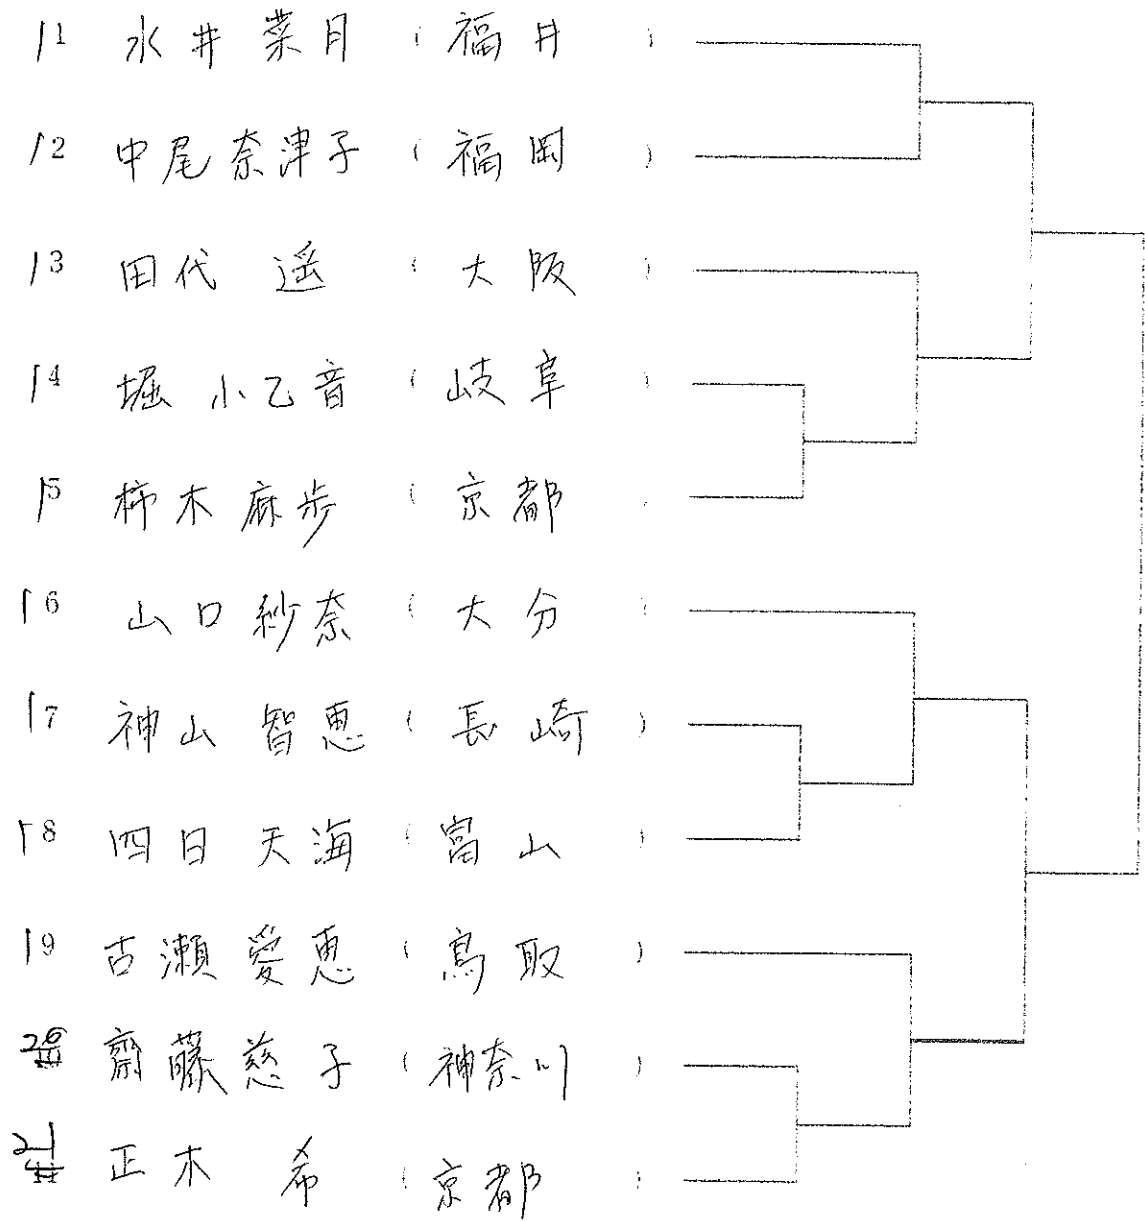 11 水井菜月 (福井)
12 中尾奈津子 (福岡)
13 田代 遥 (大阪)
14 堀 小乙音 (岐阜)
15 柿木麻歩 (京都)
16 山口紗奈 (大分)
17 神山 智恵 (長崎)
18 四日 天海 (富山)
19 古瀬愛恵 (鳥取)
20 齋藤慈子 (神奈川)
21 正木 希 (京都)